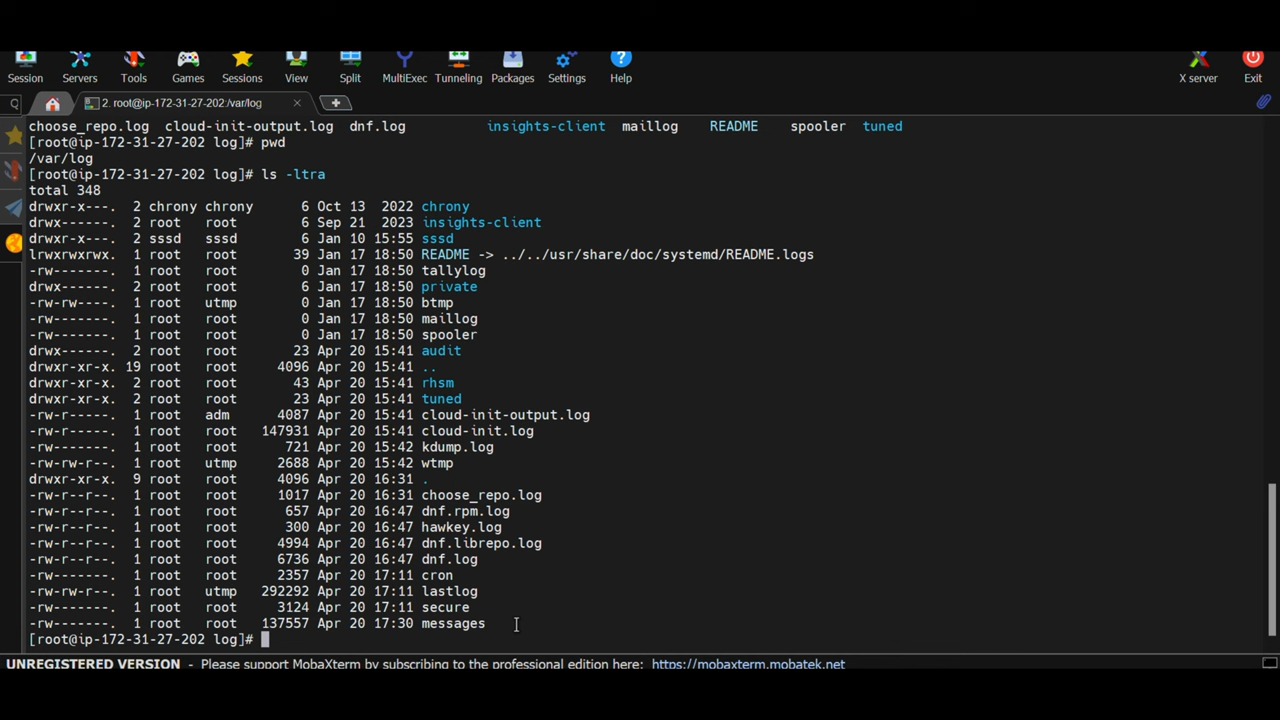 Session Servers Tools Games Sessions View Split MultiExec Tunneling Packages Settings Help X server Exit
2. root@ip-172-31-27-202:/var/log
choose_repo.log  cloud-init-output.log  dnf.log  insights-client  maillog  README  spooler  tuned
[root@ip-172-31-27-202 log]# pwd
/var/log
[root@ip-172-31-27-202 log]# ls -ltra
total 348
drwxr-x---.  2 chrony chrony      6 Oct 13  2022 chrony
drwx------.  2 root   root        6 Sep 21  2023 insights-client
drwxr-x---.  2 sssd   sssd        6 Jan 10 15:55 sssd
lrwxrwxrwx.  1 root   root       39 Jan 17 18:50 README -> ../../usr/share/doc/systemd/README.logs
-rw-------.  1 root   root        0 Jan 17 18:50 tallylog
drwx------.  2 root   root        6 Jan 17 18:50 private
-rw-rw----.  1 root   utmp        0 Jan 17 18:50 btmp
-rw-------.  1 root   root        0 Jan 17 18:50 maillog
-rw-------.  1 root   root        0 Jan 17 18:50 spooler
drwx------.  2 root   root       23 Apr 20 15:41 audit
drwxr-xr-x. 19 root   root     4096 Apr 20 15:41 ..
drwxr-xr-x.  2 root   root       43 Apr 20 15:41 rhsm
drwxr-xr-x.  2 root   root       23 Apr 20 15:41 tuned
-rw-r-----.  1 root   adm      4087 Apr 20 15:41 cloud-init-output.log
-rw-r-----.  1 root   root   147931 Apr 20 15:41 cloud-init.log
-rw-------.  1 root   root      721 Apr 20 15:42 kdump.log
-rw-rw-r--.  1 root   utmp     2688 Apr 20 15:42 wtmp
drwxr-xr-x.  9 root   root     4096 Apr 20 16:31 .
-rw-r--r--.  1 root   root     1017 Apr 20 16:31 choose_repo.log
-rw-r--r--.  1 root   root      657 Apr 20 16:47 dnf.rpm.log
-rw-r--r--.  1 root   root      300 Apr 20 16:47 hawkey.log
-rw-r--r--.  1 root   root     4994 Apr 20 16:47 dnf.librepo.log
-rw-r--r--.  1 root   root     6736 Apr 20 16:47 dnf.log
-rw-------.  1 root   root     2357 Apr 20 17:11 cron
-rw-rw-r--.  1 root   utmp   292292 Apr 20 17:11 lastlog
-rw-------.  1 root   root     3124 Apr 20 17:11 secure
-rw-------.  1 root   root   137557 Apr 20 17:30 messages
[root@ip-172-31-27-202 log]#
UNREGISTERED VERSION - Please support MobaXterm by subscribing to the professional edition here: https://mobaxterm.mobatek.net